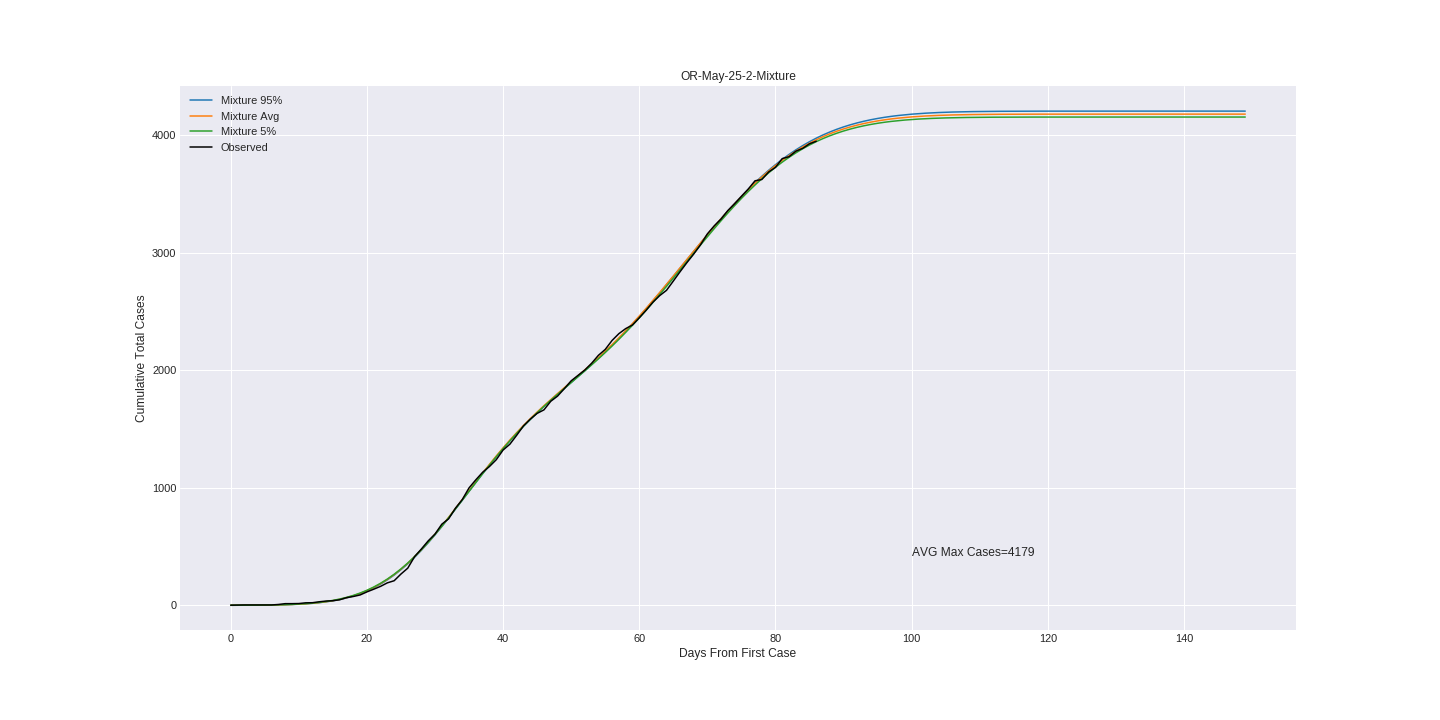 OR-May-25-2-Mixture
Mixture 95%
Mixture Avg
Mixture 5%
Observed
Cumulative Total Cases
4000
3000
2000
1000
0
AVG Max Cases=4179
0 20 40 60 80 100 120 140
Days From First Case